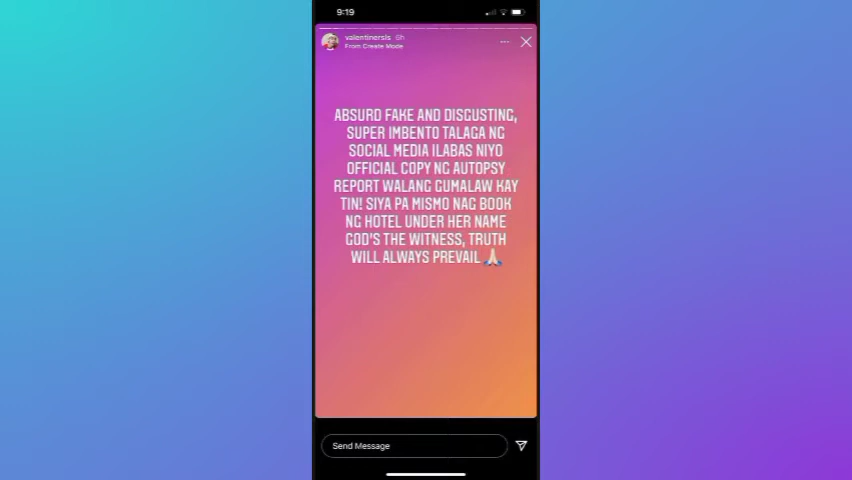 9:19
valentinersls 6h
From Create Mode
ABSURD FAKE AND DISGUSTING,
SUPER IMBENTO TALAGA NG
SOCIAL MEDIA ILABAS NIYO
OFFICIAL COPY NG AUTOPSY
REPORT WALANG GUMALAW KAY
TIN! SIYA PA MISMO NAG BOOK
NG HOTEL UNDER HER NAME
GOD'S THE WITNESS, TRUTH
WILL ALWAYS PREVAIL 🙏🏻
Send Message